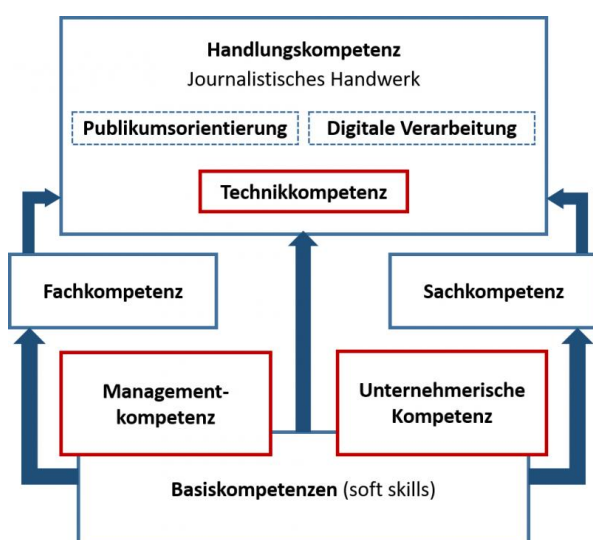 Handlungskompetenz
Journalistisches Handwerk
Publikumsorientierung
Digitale Verarbeitung
Technikkompetenz
Fachkompetenz
Sachkompetenz
Management-
kompetenz
Unternehmerische
Kompetenz
Basiskompetenzen (soft skills)